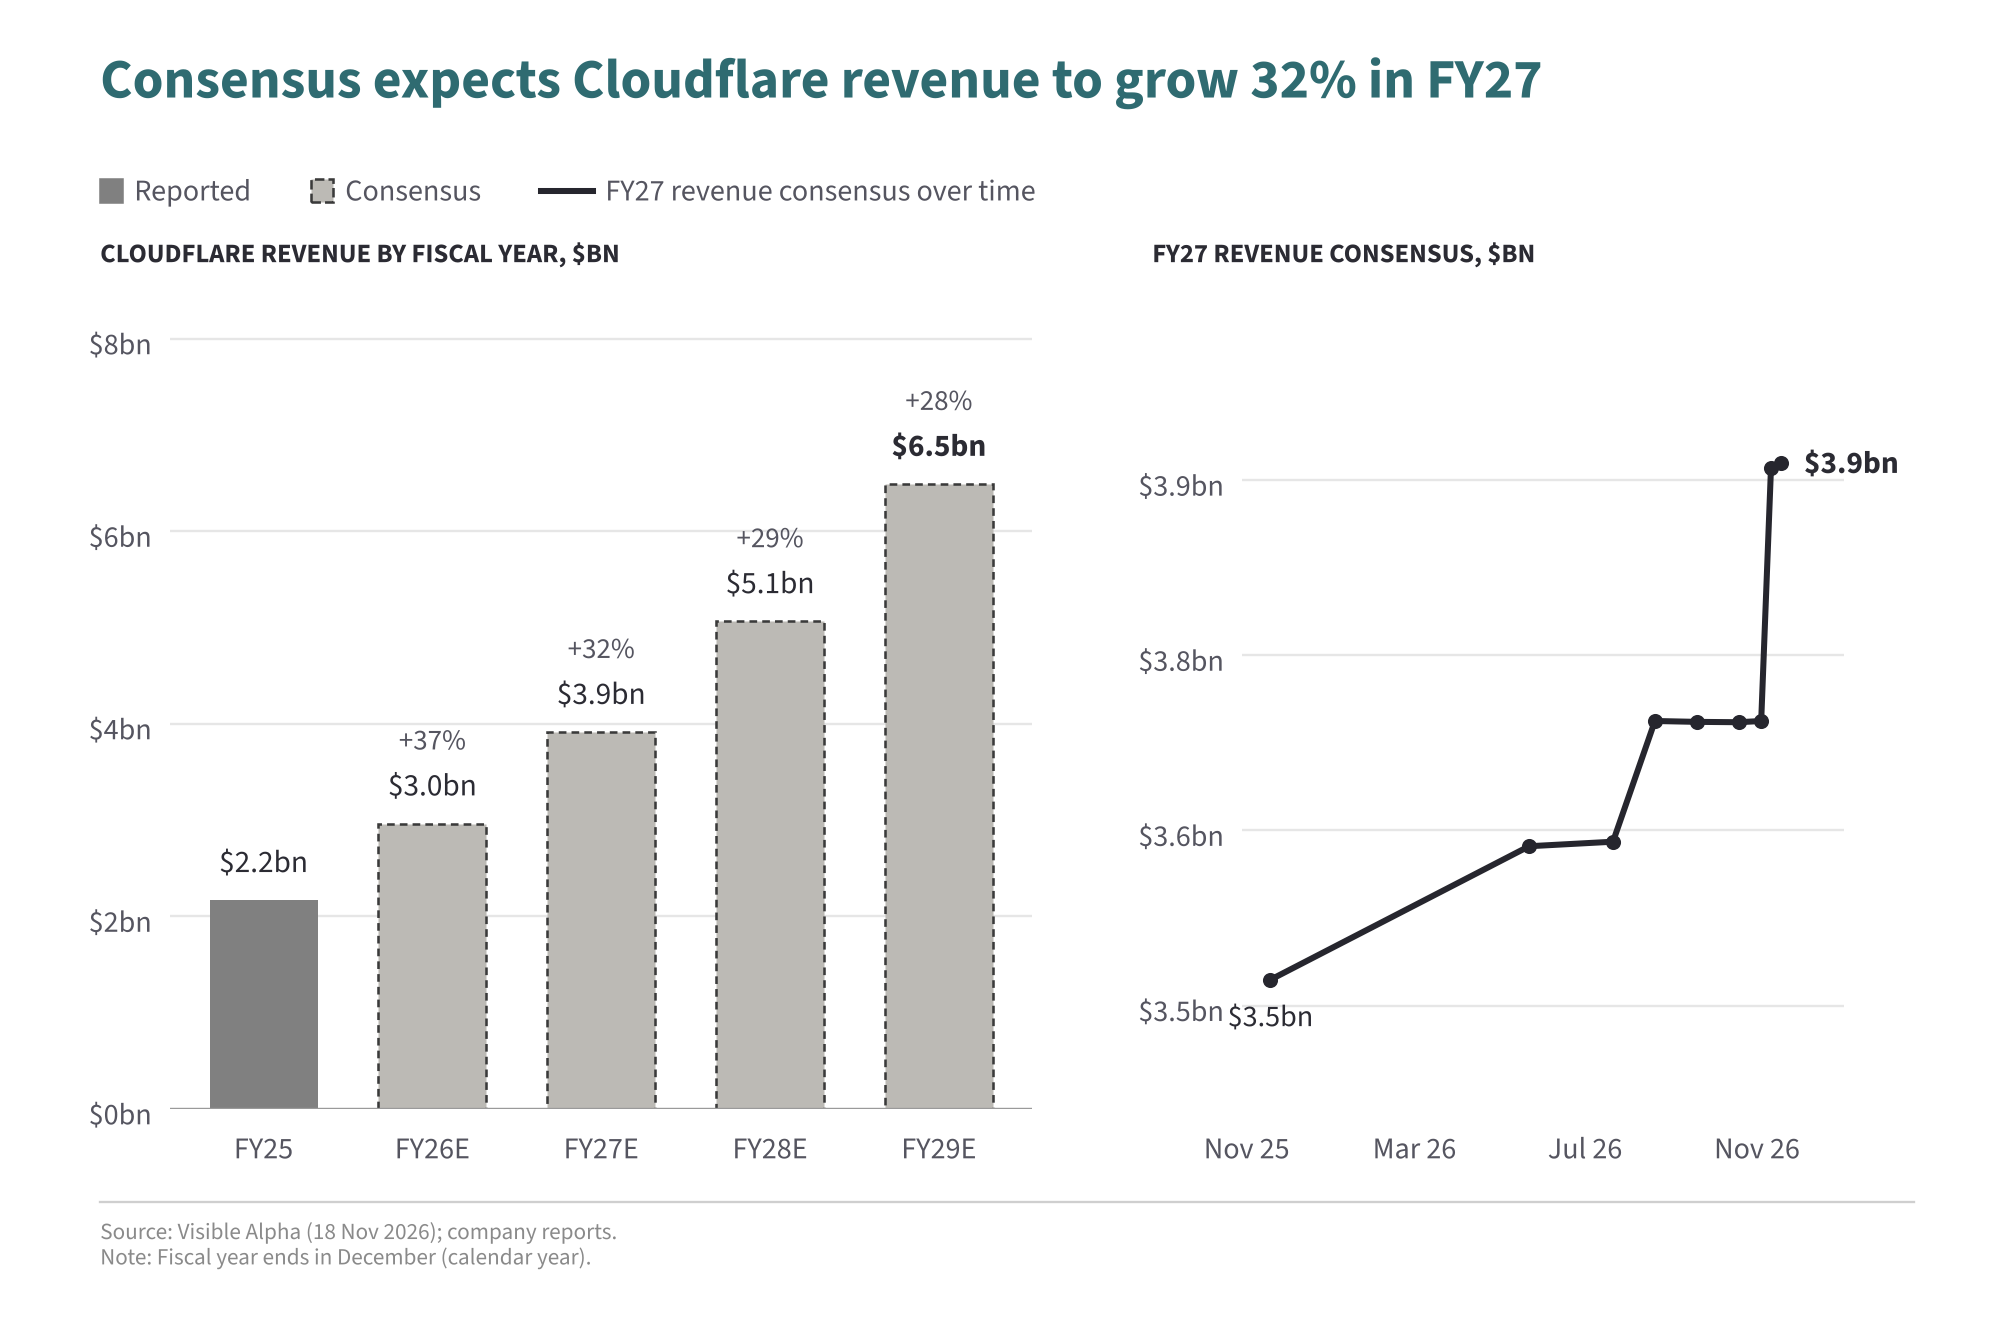 Consensus expects Cloudflare revenue to grow 32% in FY27
Reported
Consensus
FY27 revenue consensus over time
CLOUDFLARE REVENUE BY FISCAL YEAR, $BN
$8bn
$6bn
$4bn
$2bn
$0bn
$2.2bn
+37%
$3.0bn
+32%
$3.9bn
+29%
$5.1bn
+28%
$6.5bn
FY25
FY26E
FY27E
FY28E
FY29E
FY27 REVENUE CONSENSUS, $BN
$3.9bn
$3.8bn
$3.6bn
$3.5bn
$3.5bn
$3.9bn
Nov 25
Mar 26
Jul 26
Nov 26
Source: Visible Alpha (18 Nov 2026); company reports.
Note: Fiscal year ends in December (calendar year).